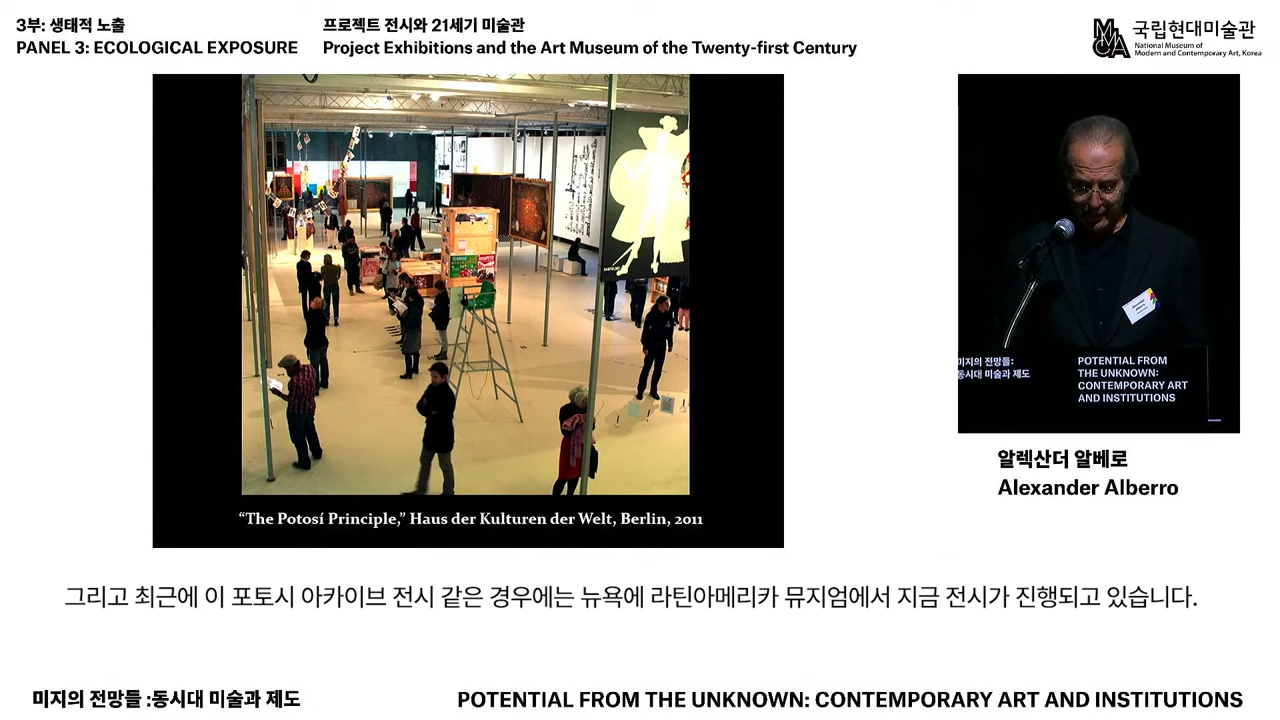 3부: 생태적 노출
PANEL 3: ECOLOGICAL EXPOSURE
프로젝트 전시와 21세기 미술관
Project Exhibitions and the Art Museum of the Twenty-first Century
MMCA
국립현대미술관
National Museum of
Modern and Contemporary Art, Korea
"The Potosí Principle," Haus der Kulturen der Welt, Berlin, 2011
미지의 전망들:
동시대 미술과 제도
POTENTIAL FROM
THE UNKNOWN:
CONTEMPORARY ART
AND INSTITUTIONS
알렉산더 알베로
Alexander Alberro
그리고 최근에 이 포토시 아카이브 전시 같은 경우에는 뉴욕에 라틴아메리카 뮤지엄에서 지금 전시가 진행되고 있습니다.
미지의 전망들 :동시대 미술과 제도
POTENTIAL FROM THE UNKNOWN: CONTEMPORARY ART AND INSTITUTIONS